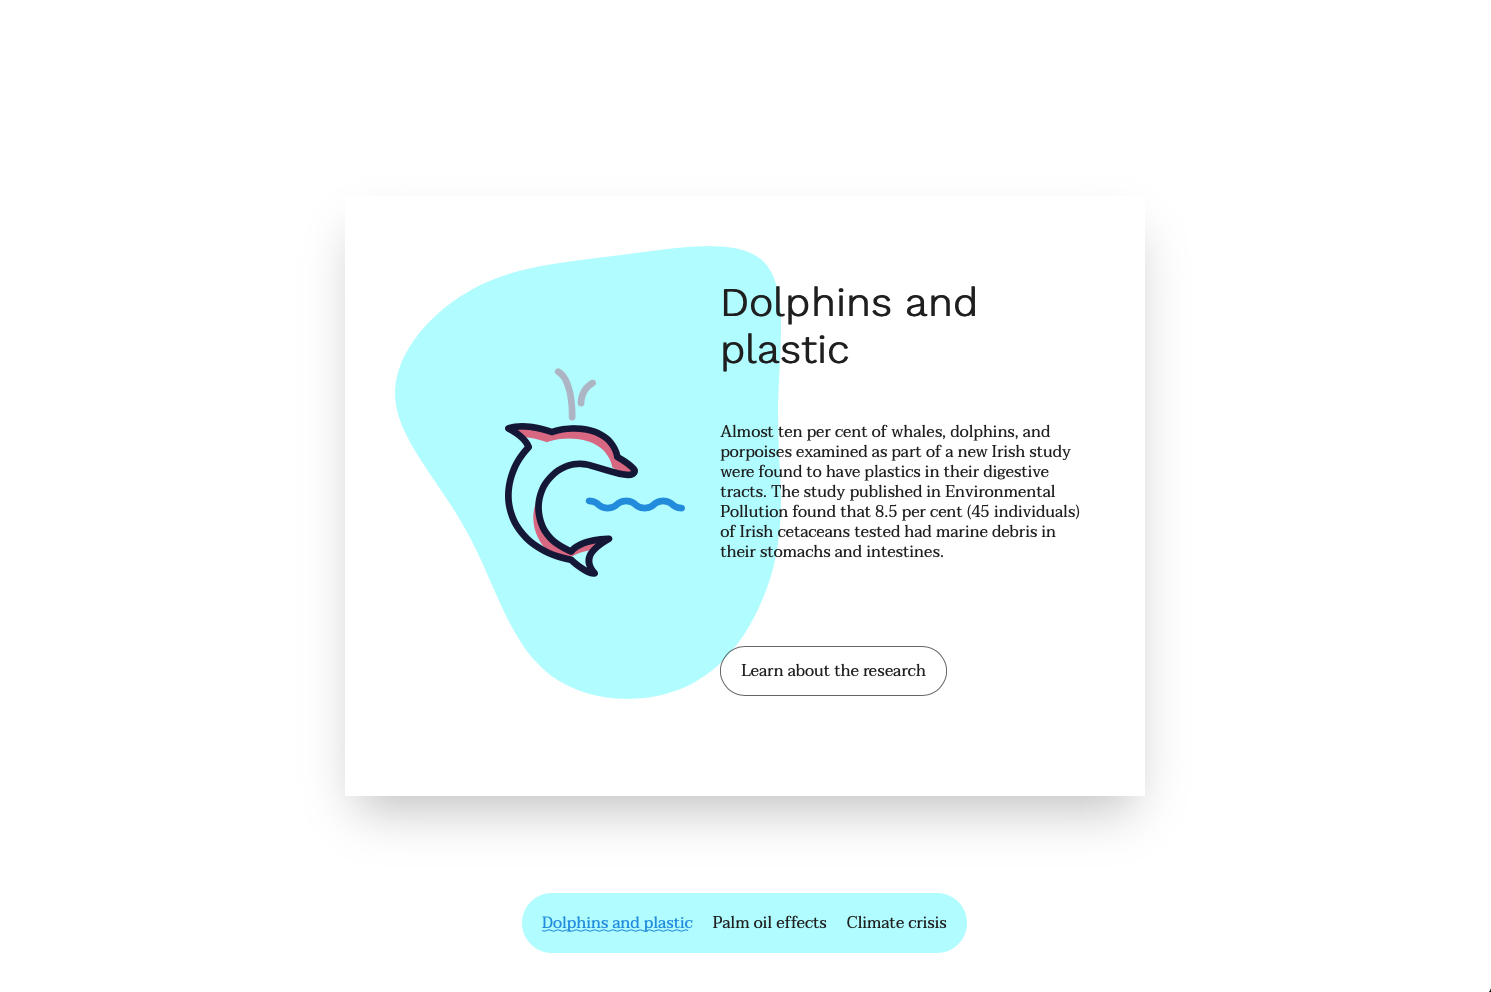 Dolphins and
plastic
Almost ten per cent of whales, dolphins, and
porpoises examined as part of a new Irish study
were found to have plastics in their digestive
tracts. The study published in Environmental
Pollution found that 8.5 per cent (45 individuals)
of Irish cetaceans tested had marine debris in
their stomachs and intestines.
Learn about the research
Dolphins and plastic Palm oil effects Climate crisis